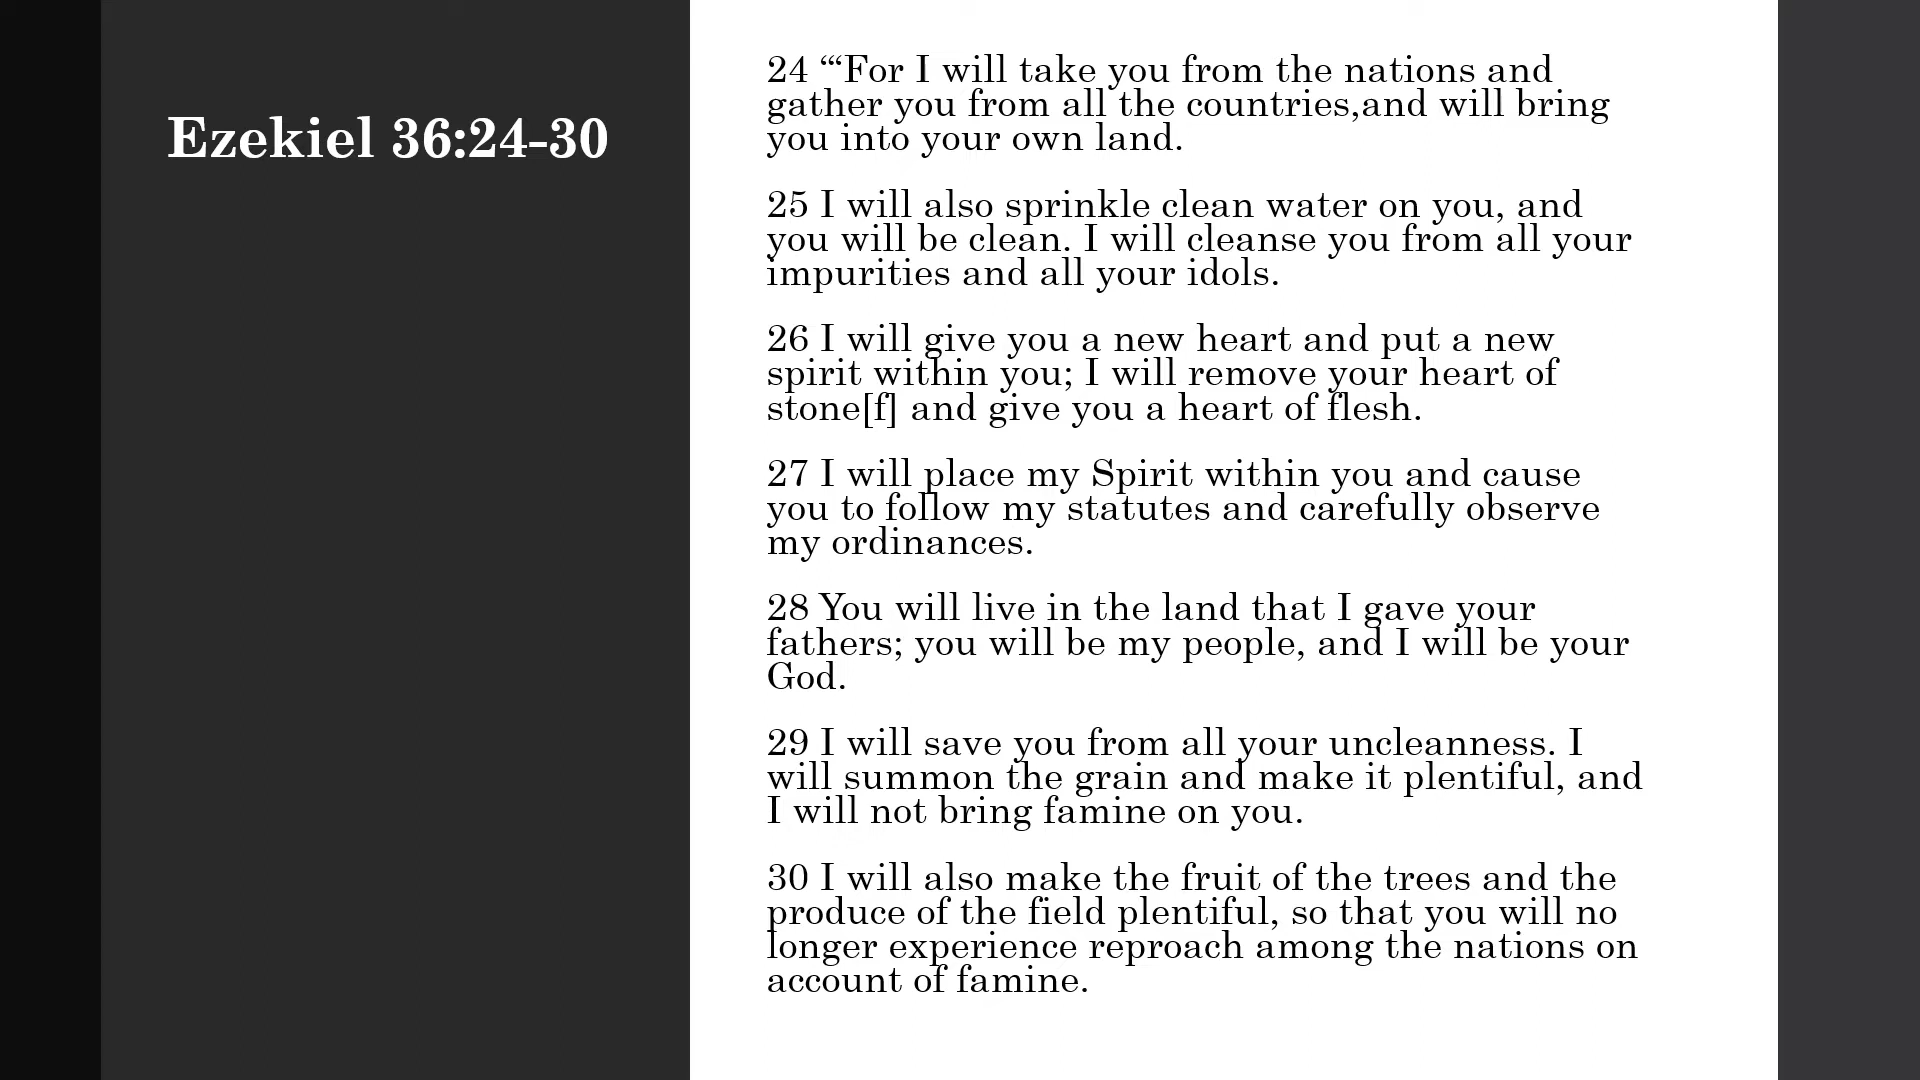 Ezekiel 36:24-30
24 “‘For I will take you from the nations and
gather you from all the countries,and will bring
you into your own land.
25 I will also sprinkle clean water on you, and
you will be clean. I will cleanse you from all your
impurities and all your idols.
26 I will give you a new heart and put a new
spirit within you; I will remove your heart of
stone[f] and give you a heart of flesh.
27 I will place my Spirit within you and cause
you to follow my statutes and carefully observe
my ordinances.
28 You will live in the land that I gave your
fathers; you will be my people, and I will be your
God.
29 I will save you from all your uncleanness. I
will summon the grain and make it plentiful, and
I will not bring famine on you.
30 I will also make the fruit of the trees and the
produce of the field plentiful, so that you will no
longer experience reproach among the nations on
account of famine.